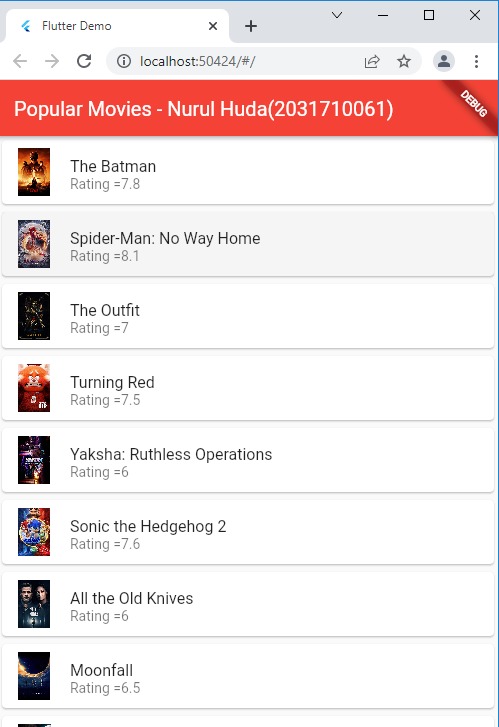 Flutter Demo
localhost:50424/#/
Popular Movies - Nurul Huda(2031710061)
DEBUG
The Batman
Rating =7.8
Spider-Man: No Way Home
Rating =8.1
The Outfit
Rating =7
Turning Red
Rating =7.5
Yaksha: Ruthless Operations
Rating =6
Sonic the Hedgehog 2
Rating =7.6
All the Old Knives
Rating =6
Moonfall
Rating =6.5